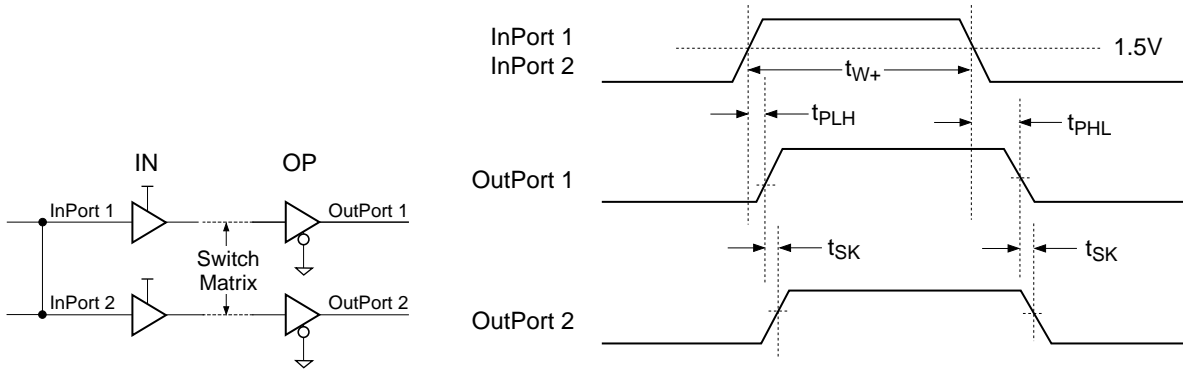 IN
OP
InPort 1
OutPort 1
Switch
Matrix
InPort 2
OutPort 2
InPort 1
InPort 2
1.5V
tW+
tPLH
tPHL
OutPort 1
tSK
tSK
OutPort 2